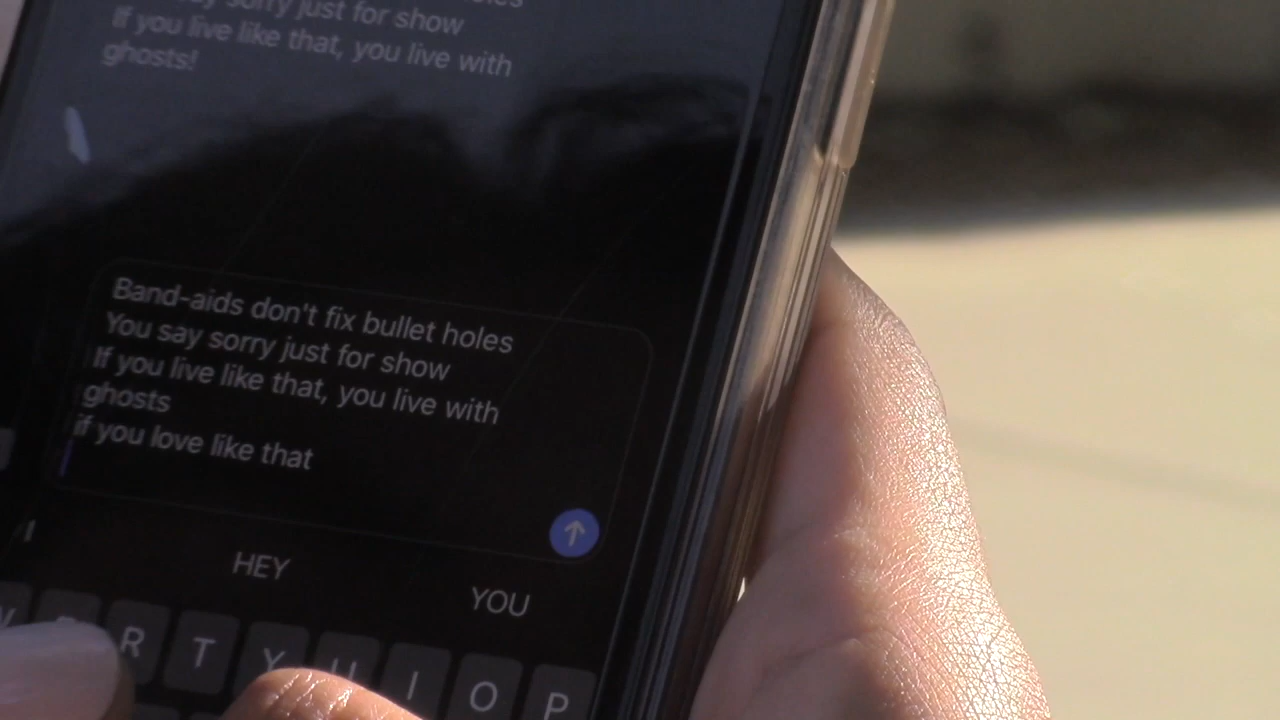 sorry just for show
If you live like that, you live with
ghosts!
Band-aids don't fix bullet holes
You say sorry just for show
If you live like that, you live with
ghosts
if you love like that
HEY
YOU
R T Y U I O P